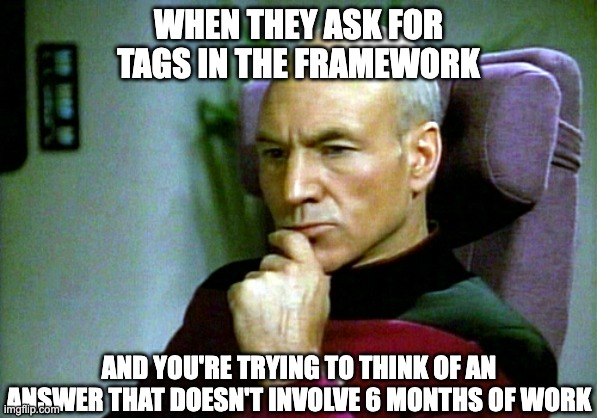 WHEN THEY ASK FOR
TAGS IN THE FRAMEWORK
AND YOU'RE TRYING TO THINK OF AN
ANSWER THAT DOESN'T INVOLVE 6 MONTHS OF WORK
imgflip.com